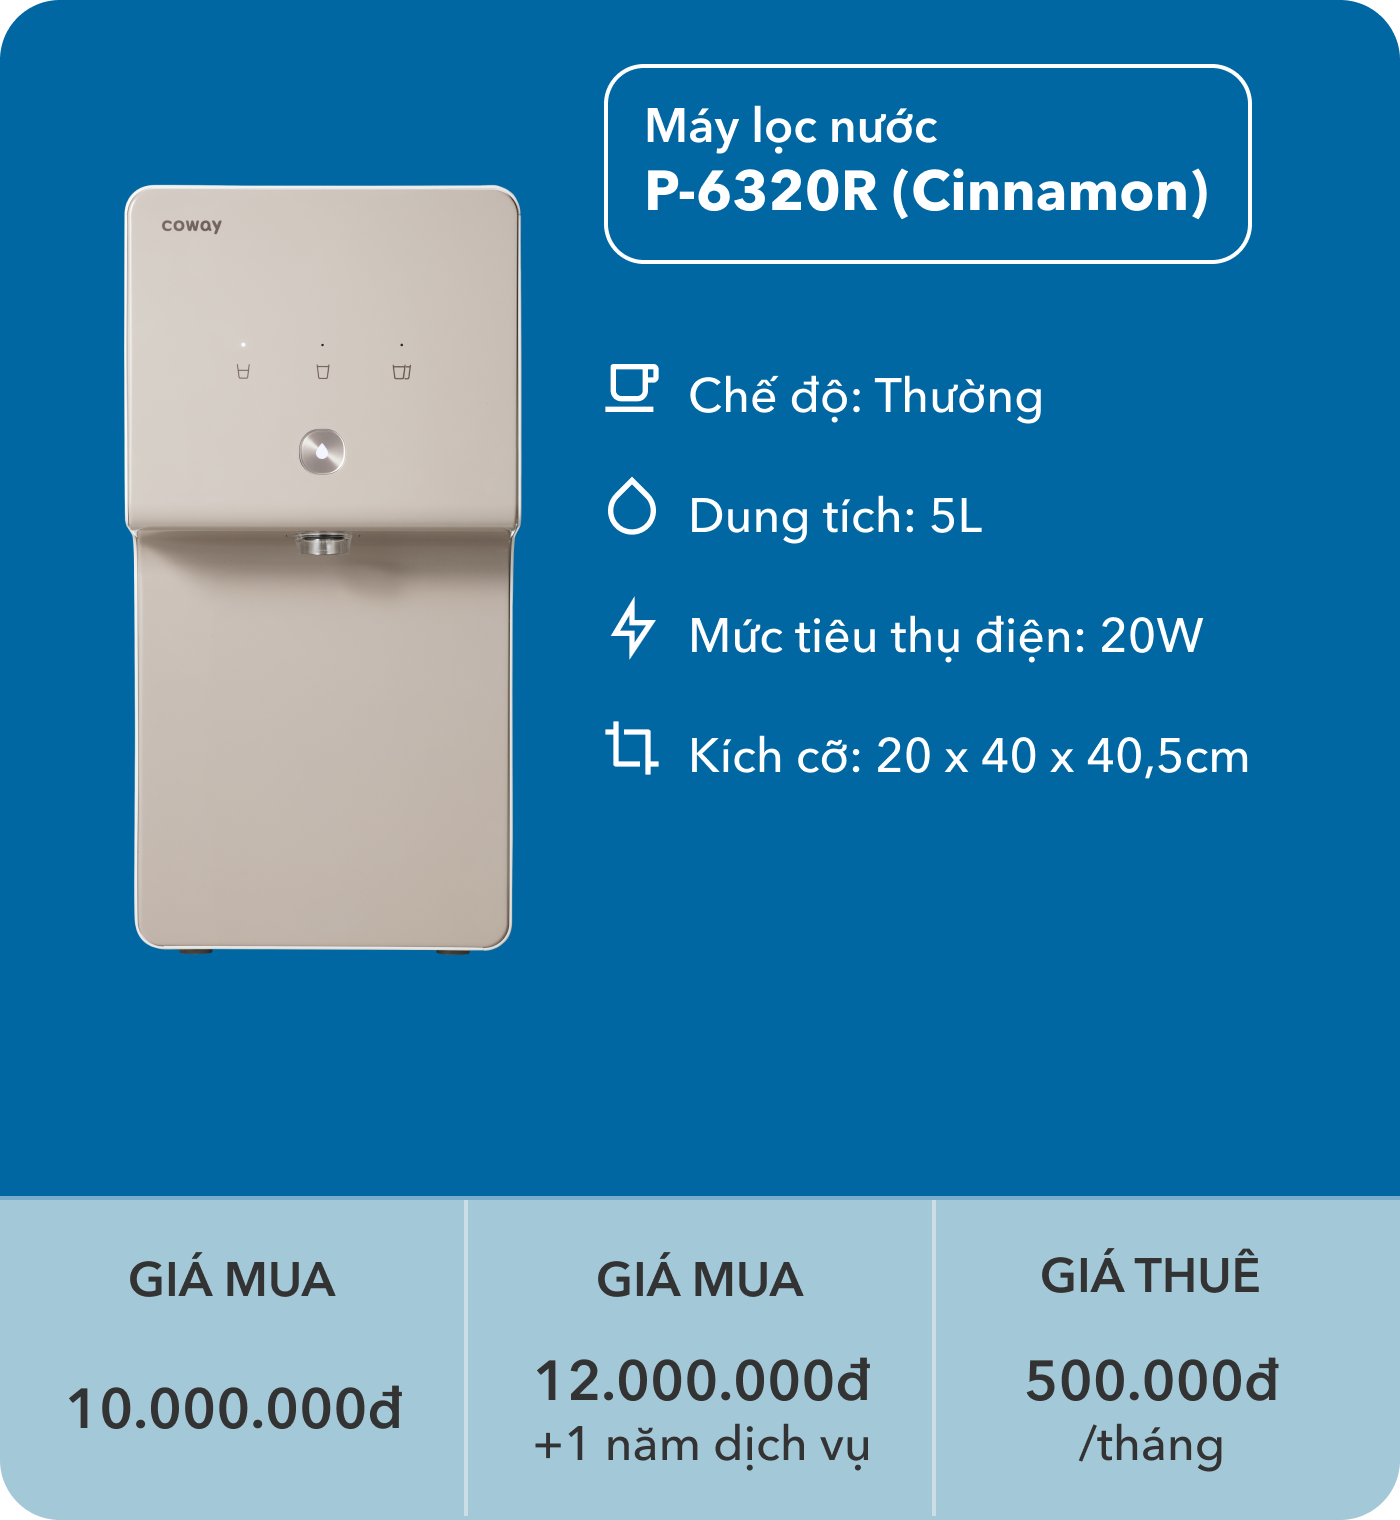 Máy lọc nước
P-6320R (Cinnamon)
coway
Chế độ: Thường
Dung tích: 5L
Mức tiêu thụ điện: 20W
Kích cỡ: 20 x 40 x 40,5cm
GIÁ MUA
10.000.000đ
GIÁ MUA
12.000.000đ
+1 năm dịch vụ
GIÁ THUÊ
500.000đ
/tháng